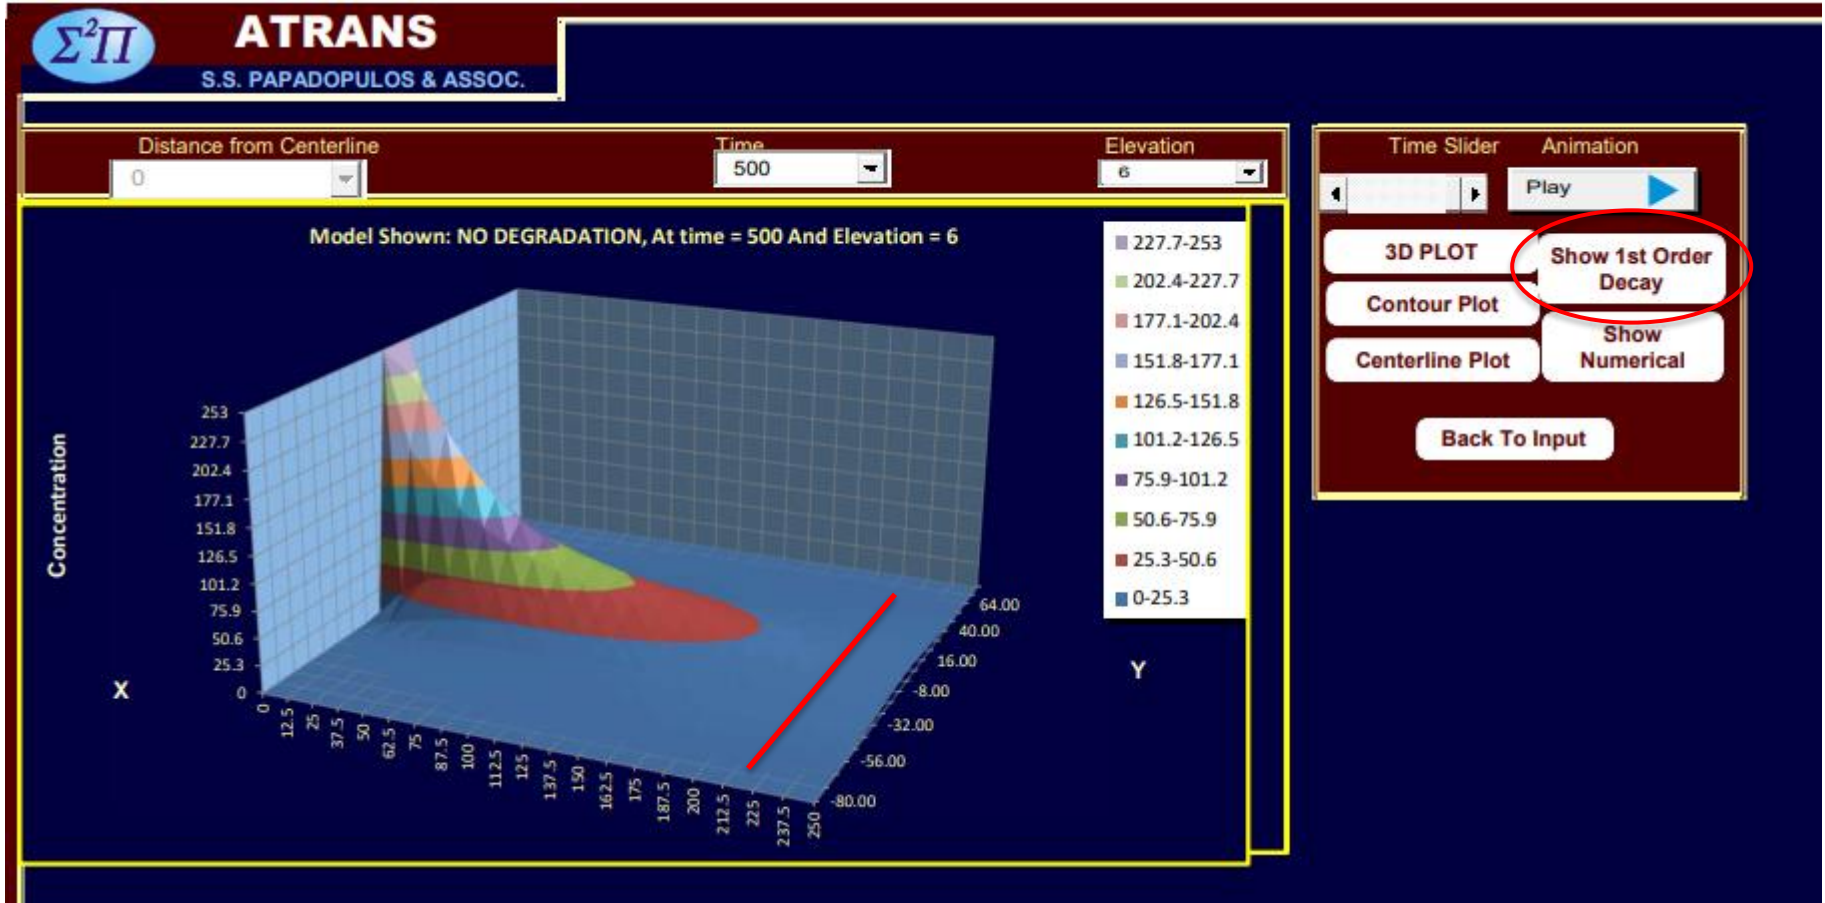 Σ²Π
ATRANS
S.S. PAPADOPULOS & ASSOC.
Distance from Centerline
Time
Elevation
0
500
6
Time Slider
Animation
Play
3D PLOT
Show 1st Order
Decay
Contour Plot
Show
Numerical
Centerline Plot
Back To Input
Model Shown: NO DEGRADATION, At time = 500 And Elevation = 6
227.7-253
202.4-227.7
177.1-202.4
151.8-177.1
126.5-151.8
101.2-126.5
75.9-101.2
50.6-75.9
25.3-50.6
0-25.3
Concentration
253
227.7
202.4
177.1
151.8
126.5
101.2
75.9
50.6
25.3
0
X
0
12.5
25
37.5
50
62.5
75
87.5
100
112.5
125
137.5
150
162.5
175
187.5
200
212.5
225
237.5
250
64.00
40.00
16.00
-8.00
-32.00
-56.00
-80.00
Y